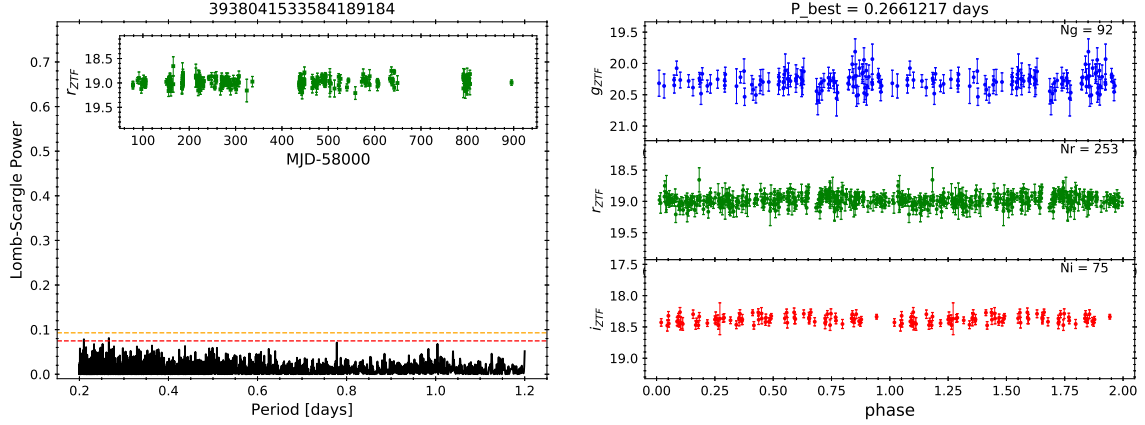 3938041533584189184
Lomb-Scargle Power
0.7
0.6
0.5
0.4
0.3
0.2
0.1
0.0
0.2
0.4
0.6
0.8
1.0
1.2
Period [days]
r_ZTF
18.5
19.0
19.5
100 200 300 400 500 600 700 800 900
MJD-58000
P_best = 0.2661217 days
g_ZTF
19.5
20.0
20.5
21.0
Ng = 92
r_ZTF
18.5
19.0
19.5
Nr = 253
i_ZTF
17.5
18.0
18.5
19.0
Ni = 75
0.00 0.25 0.50 0.75 1.00 1.25 1.50 1.75 2.00
phase